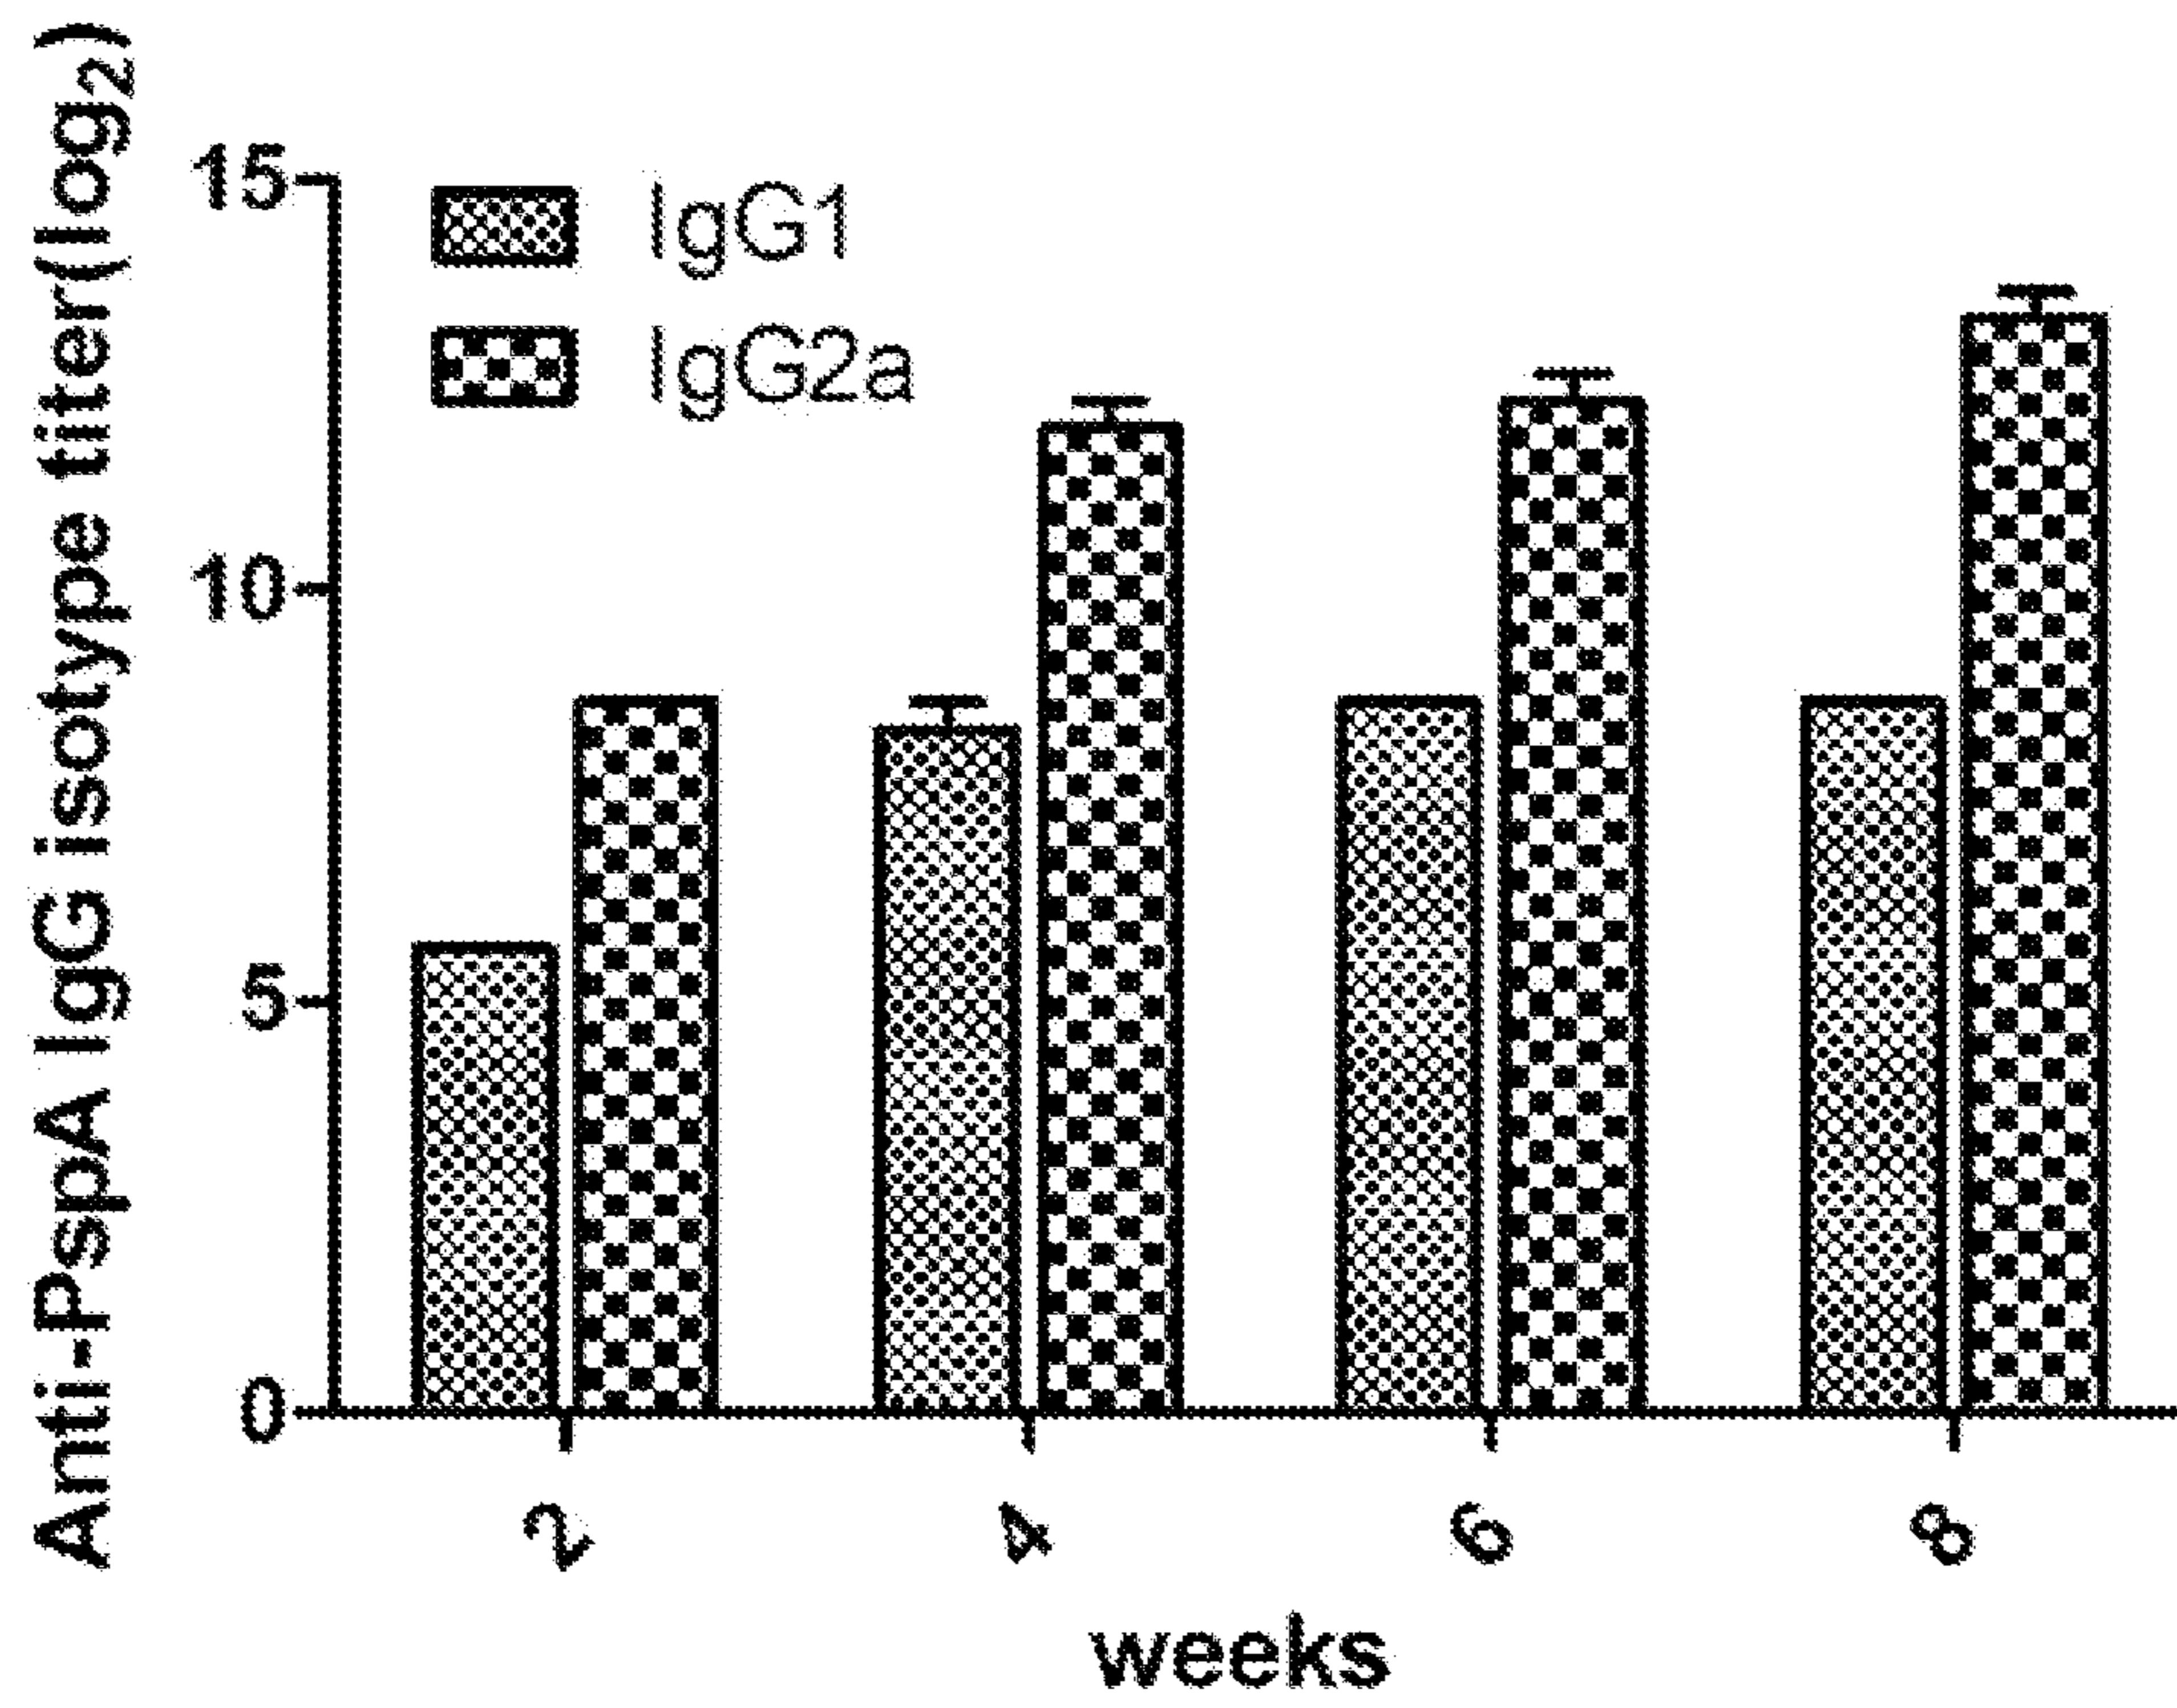 Anti-PspA IgG isotype titer(log₂)
15
10
5
0
IgG1
IgG2a
2 4 6 8
weeks